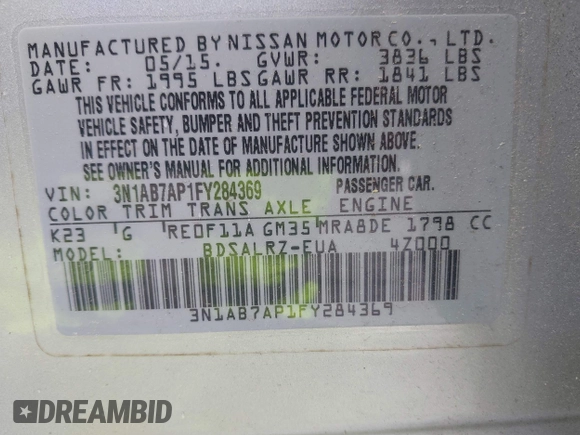 MANUFACTURED BY NISSAN MOTOR CO., LTD.
DATE: 05/15. GVWR: 3836 LBS
GAWR FR: 1995 LBS GAWR RR: 1841 LBS
THIS VEHICLE CONFORMS TO ALL APPLICABLE FEDERAL MOTOR
VEHICLE SAFETY, BUMPER AND THEFT PREVENTION STANDARDS
IN EFFECT ON THE DATE OF MANUFACTURE SHOWN ABOVE.
SEE OWNER'S MANUAL FOR ADDITIONAL INFORMATION.
VIN: 3N1AB7AP1FY284369 PASSENGER CAR.
COLOR TRIM TRANS AXLE ENGINE
K23 G RE0F11A GM35 MRA8DE 1798 CC
MODEL: BDSALRZ-EUA 4Z000
3N1AB7AP1FY284369
DREAMBID